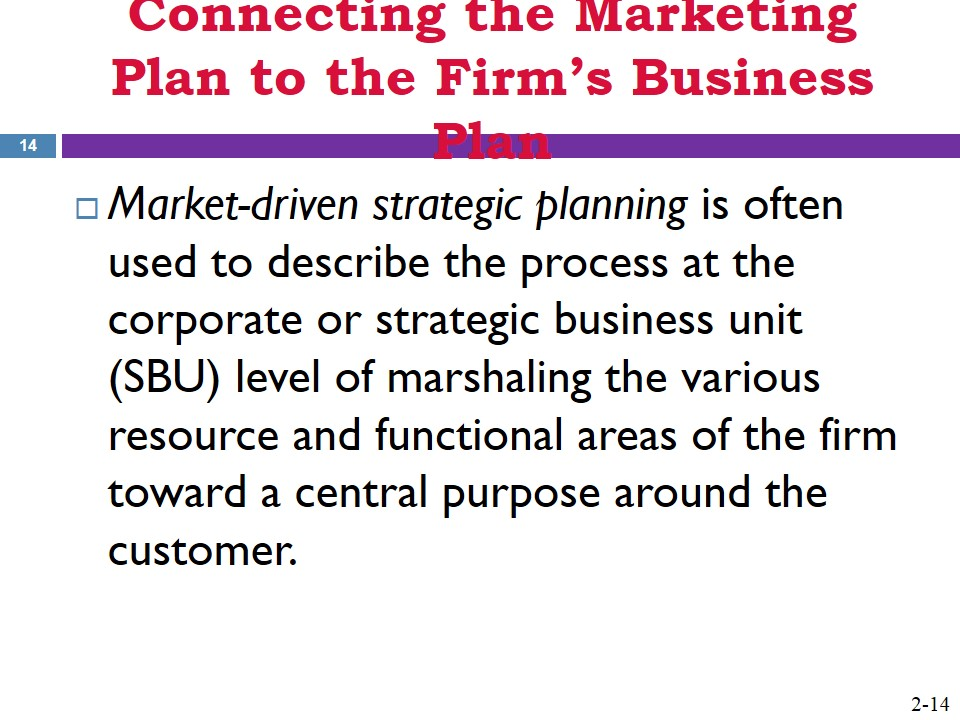 Connecting the Marketing
Plan to the Firm’s Business
Plan
14
Market-driven strategic planning is often
used to describe the process at the
corporate or strategic business unit
(SBU) level of marshaling the various
resource and functional areas of the firm
toward a central purpose around the
customer.
2-14